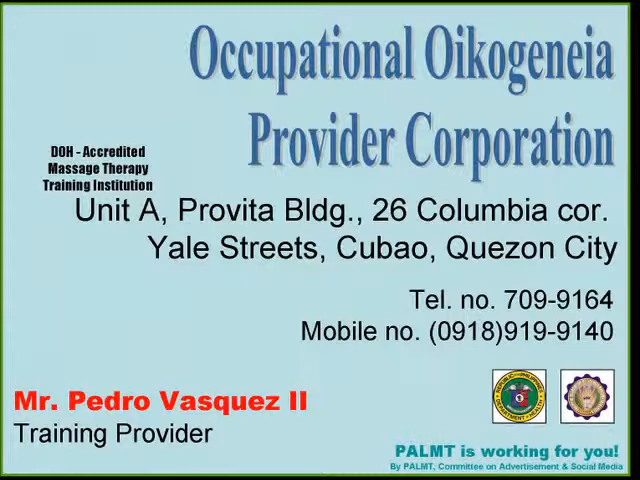 Occupational Oikogeneia
Provider Corporation
DOH - Accredited
Massage Therapy
Training Institution
Unit A, Provita Bldg., 26 Columbia cor.
Yale Streets, Cubao, Quezon City
Tel. no. 709-9164
Mobile no. (0918)919-9140
Mr. Pedro Vasquez II
Training Provider
PALMT is working for you!
By PALMT, Committee on Advertisement & Social Media